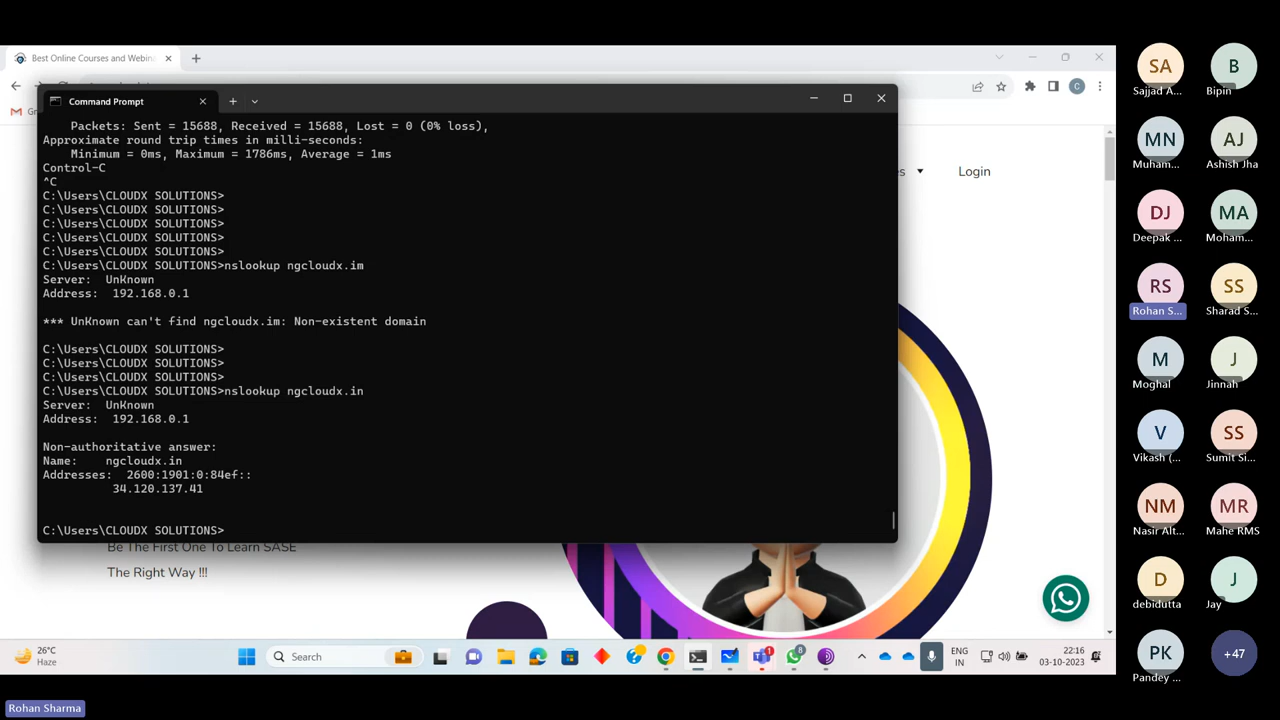 Best Online Courses and Webina
Command Prompt
Packets: Sent = 15688, Received = 15688, Lost = 0 (0% loss),
Approximate round trip times in milli-seconds:
Minimum = 0ms, Maximum = 1786ms, Average = 1ms
Control-C
^C
C:\Users\CLOUDX SOLUTIONS>
C:\Users\CLOUDX SOLUTIONS>
C:\Users\CLOUDX SOLUTIONS>
C:\Users\CLOUDX SOLUTIONS>
C:\Users\CLOUDX SOLUTIONS>
C:\Users\CLOUDX SOLUTIONS>nslookup ngcloudx.im
Server:  UnKnown
Address:  192.168.0.1
*** UnKnown can't find ngcloudx.im: Non-existent domain
C:\Users\CLOUDX SOLUTIONS>
C:\Users\CLOUDX SOLUTIONS>
C:\Users\CLOUDX SOLUTIONS>
C:\Users\CLOUDX SOLUTIONS>nslookup ngcloudx.in
Server:  UnKnown
Address:  192.168.0.1
Non-authoritative answer:
Name:    ngcloudx.in
Addresses:  2600:1901:0:84ef::
34.120.137.41
C:\Users\CLOUDX SOLUTIONS>
Login
C
Be The First One To Learn SASE
The Right Way !!!
26°C
Haze
Search
1
8
ENG
IN
22:16
03-10-2023
Rohan Sharma
SA
Sajjad A...
B
Bipin
MN
Muham...
AJ
Ashish Jha
DJ
Deepak ...
MA
Moham...
RS
Rohan S...
SS
Sharad S...
M
Moghal
J
Jinnah
V
Vikash (...
SS
Sumit Si...
NM
Nasir Alt...
MR
Mahe RMS
D
debidutta
J
Jay
PK
Pandey ...
+47